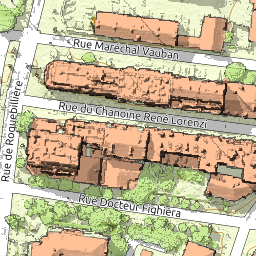 Rue Maréchal Vauban
Rue du Chanoine René Lorenzi
Rue de Roquebillière
Rue Docteur Fighiera